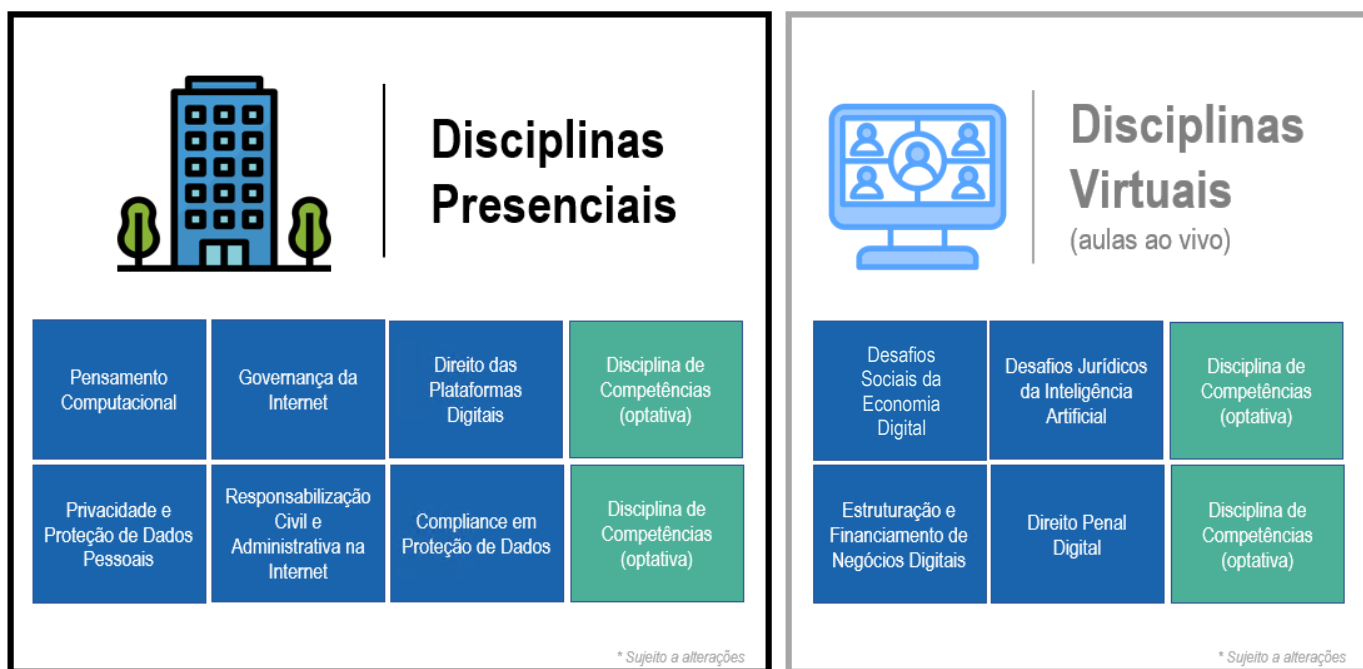 Disciplinas
Presenciais
Pensamento
Computacional
Governança da
Internet
Direito das
Plataformas
Digitais
Disciplina de
Competências
(optativa)
Privacidade e
Proteção de Dados
Pessoais
Responsabilização
Civil e
Administrativa na
Internet
Compliance em
Proteção de Dados
Disciplina de
Competências
(optativa)
* Sujeito a alterações
Disciplinas
Virtuais
(aulas ao vivo)
Desafios
Sociais da
Economia
Digital
Desafios Jurídicos
da Inteligência
Artificial
Disciplina de
Competências
(optativa)
Estruturação e
Financiamento de
Negócios Digitais
Direito Penal
Digital
Disciplina de
Competências
(optativa)
* Sujeito a alterações